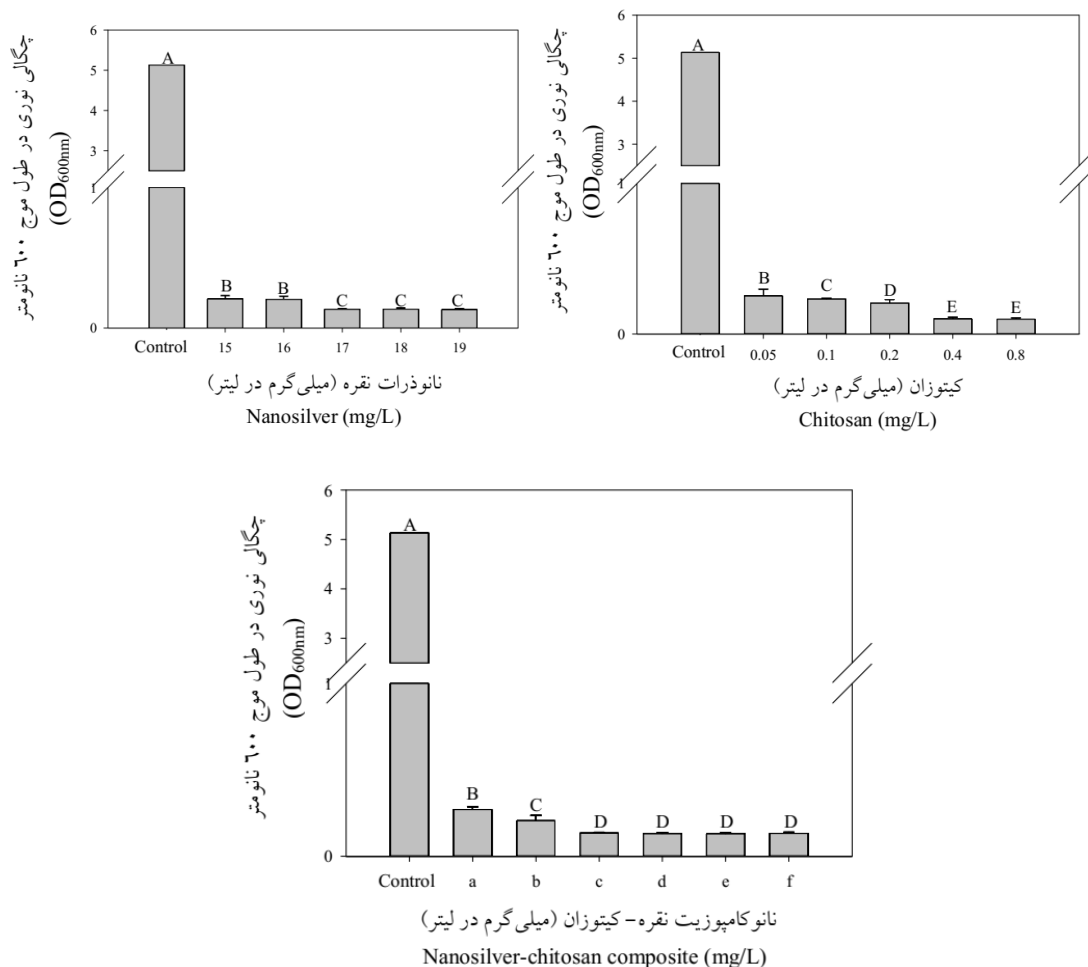 چگالی نوری در طول موج ٦٠٠ نانومتر
(OD600nm)
6
5
4
3
1
0
A
B
B
C
C
C
Control
15
16
17
18
19
نانوذرات نقره (میلی‌گرم در لیتر)
Nanosilver (mg/L)
چگالی نوری در طول موج ٦٠٠ نانومتر
(OD600nm)
6
5
4
3
1
0
A
B
C
D
E
E
Control
0.05
0.1
0.2
0.4
0.8
کیتوزان (میلی‌گرم در لیتر)
Chitosan (mg/L)
چگالی نوری در طول موج ٦٠٠ نانومتر
(OD600nm)
6
5
4
3
1
0
A
B
C
D
D
D
D
Control
a
b
c
d
e
f
نانوکامپوزیت نقره-کیتوزان (میلی‌گرم در لیتر)
Nanosilver-chitosan composite (mg/L)